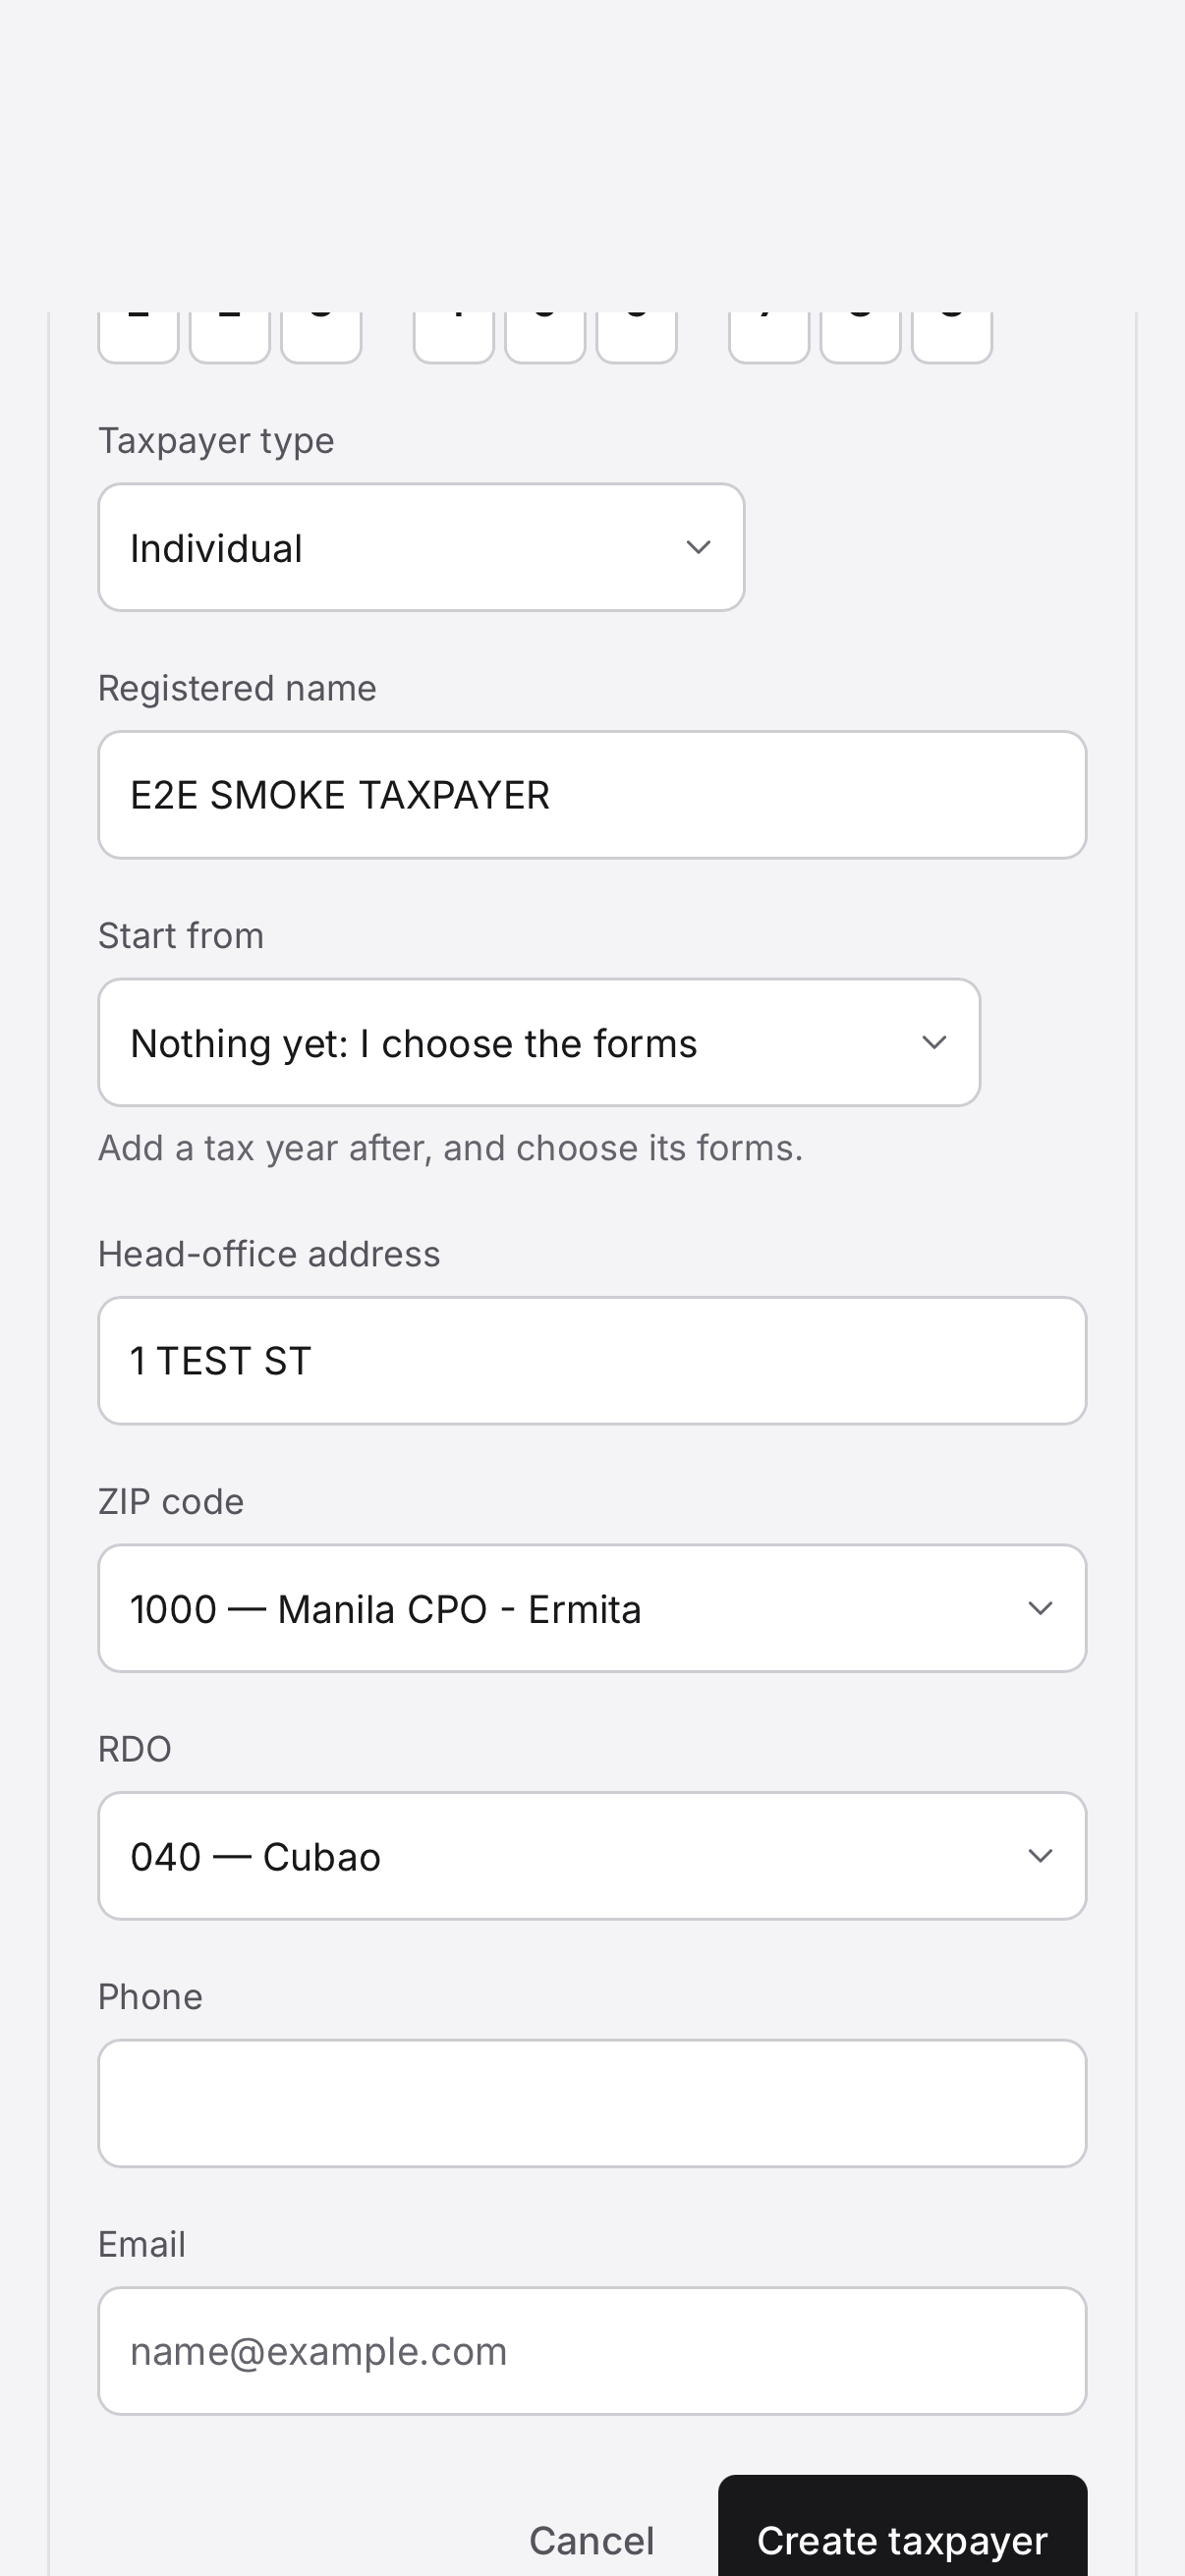 Taxpayer type
Individual
Registered name
E2E SMOKE TAXPAYER
Start from
Nothing yet: I choose the forms
Add a tax year after, and choose its forms.
Head-office address
1 TEST ST
ZIP code
1000 — Manila CPO - Ermita
RDO
040 — Cubao
Phone
Email
name@example.com
Cancel
Create taxpayer